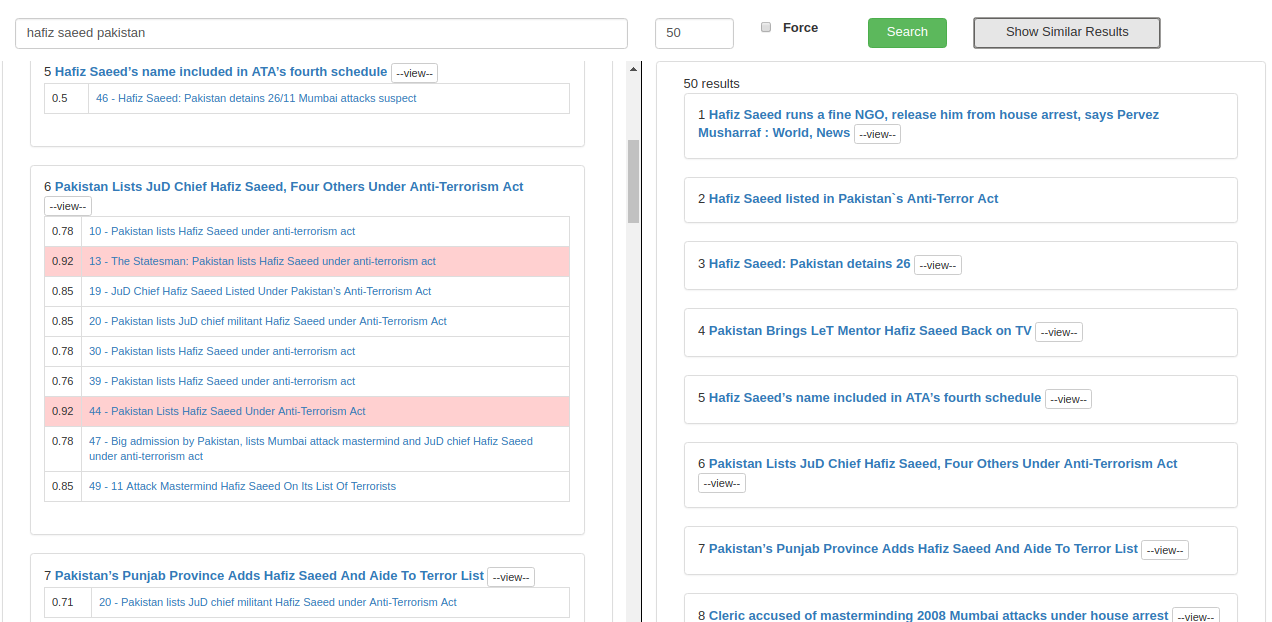 hafiz saeed pakistan
50
Force
Search
Show Similar Results
5 Hafiz Saeed’s name included in ATA’s fourth schedule --view--
0.5 46 - Hafiz Saeed: Pakistan detains 26/11 Mumbai attacks suspect
6 Pakistan Lists JuD Chief Hafiz Saeed, Four Others Under Anti-Terrorism Act
--view--
0.78 10 - Pakistan lists Hafiz Saeed under anti-terrorism act
0.92 13 - The Statesman: Pakistan lists Hafiz Saeed under anti-terrorism act
0.85 19 - JuD Chief Hafiz Saeed Listed Under Pakistan’s Anti-Terrorism Act
0.85 20 - Pakistan lists JuD chief militant Hafiz Saeed under Anti-Terrorism Act
0.78 30 - Pakistan lists Hafiz Saeed under anti-terrorism act
0.76 39 - Pakistan lists Hafiz Saeed under anti-terrorism act
0.92 44 - Pakistan Lists Hafiz Saeed Under Anti-Terrorism Act
0.78 47 - Big admission by Pakistan, lists Mumbai attack mastermind and JuD chief Hafiz Saeed
under anti-terrorism act
0.85 49 - 11 Attack Mastermind Hafiz Saeed On Its List Of Terrorists
7 Pakistan’s Punjab Province Adds Hafiz Saeed And Aide To Terror List --view--
0.71 20 - Pakistan lists JuD chief militant Hafiz Saeed under Anti-Terrorism Act
50 results
1 Hafiz Saeed runs a fine NGO, release him from house arrest, says Pervez
Musharraf : World, News --view--
2 Hafiz Saeed listed in Pakistan`s Anti-Terror Act
3 Hafiz Saeed: Pakistan detains 26 --view--
4 Pakistan Brings LeT Mentor Hafiz Saeed Back on TV --view--
5 Hafiz Saeed’s name included in ATA’s fourth schedule --view--
6 Pakistan Lists JuD Chief Hafiz Saeed, Four Others Under Anti-Terrorism Act
--view--
7 Pakistan’s Punjab Province Adds Hafiz Saeed And Aide To Terror List --view--
8 Cleric accused of masterminding 2008 Mumbai attacks under house arrest --view--